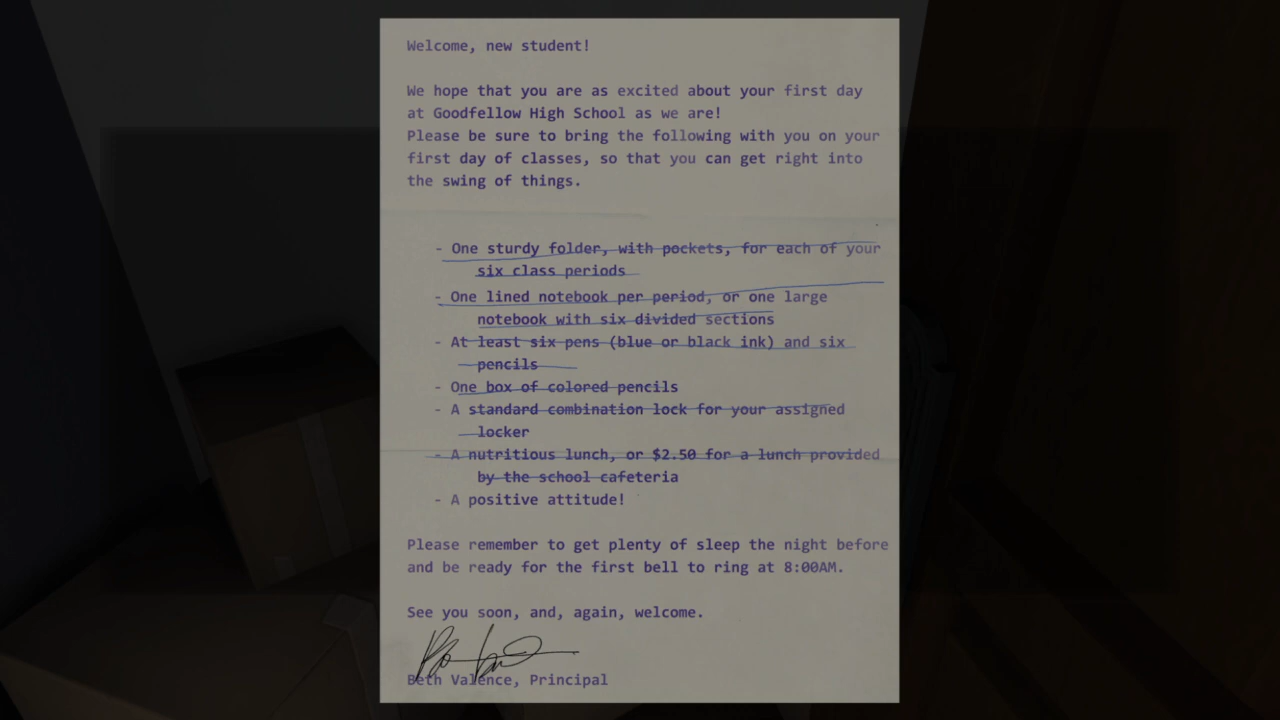 Welcome, new student!
We hope that you are as excited about your first day
at Goodfellow High School as we are!
Please be sure to bring the following with you on your
first day of classes, so that you can get right into
the swing of things.
- One sturdy folder, with pockets, for each of your
six class periods
- One lined notebook per period, or one large
notebook with six divided sections
- At least six pens (blue or black ink) and six
pencils
- One box of colored pencils
- A standard combination lock for your assigned
locker
- A nutritious lunch, or $2.50 for a lunch provided
by the school cafeteria
- A positive attitude!
Please remember to get plenty of sleep the night before
and be ready for the first bell to ring at 8:00AM.
See you soon, and, again, welcome.
Beth Valence, Principal